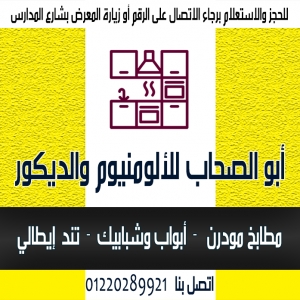 للحجز والاستعلام برجاء الاتصال على الرقم أو زيارة المعرض بشارع المدارس
أبو الصحاب للألومنيوم والديكور
مطابخ مودرن - أبواب وشبابيك - تند إيطالي
اتصل بنا 01220289921